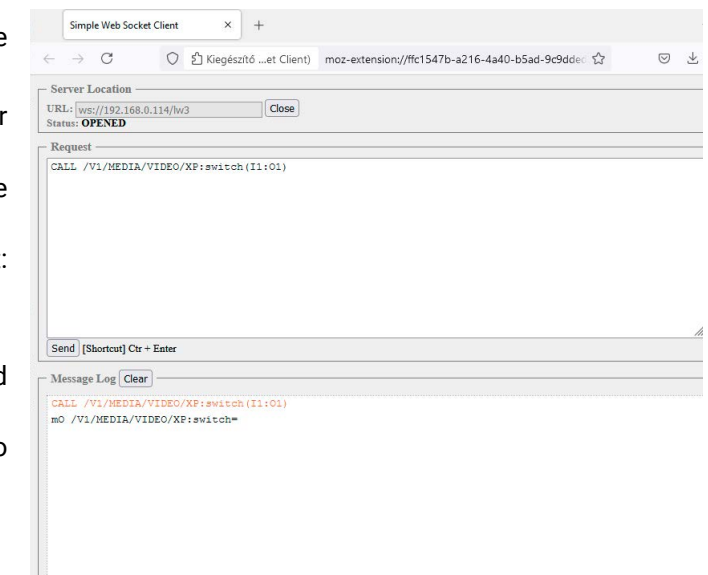 Simple Web Socket Client × +
Kiegészítő ...et Client) moz-extension://ffc1547b-a216-4a40-b5ad-9c9ddec
Server Location
URL: ws://192.168.0.114/lw3 Close
Status: OPENED
Request
CALL /V1/MEDIA/VIDEO/XP:switch(I1:O1)
Send [Shortcut] Ctr + Enter
Message Log Clear
CALL /V1/MEDIA/VIDEO/XP:switch(I1:O1)
mO /V1/MEDIA/VIDEO/XP:switch=